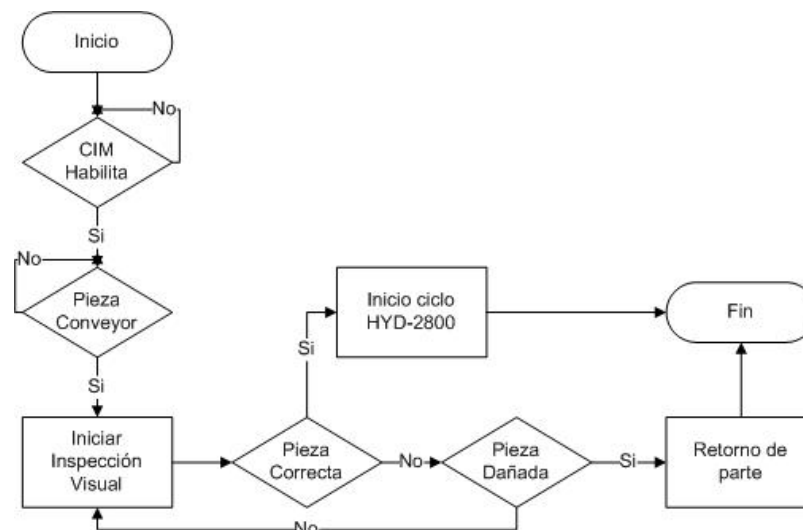 Inicio
No
CIM
Habilita
Si
No
Pieza
Conveyor
Si
Iniciar
Inspección
Visual
Pieza
Correcta
Si
Inicio ciclo
HYD-2800
Fin
No
Pieza
Dañada
Si
Retorno de
parte
No